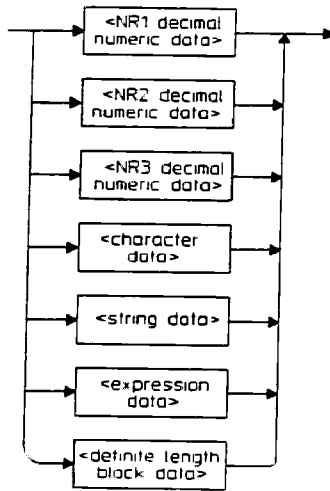 <NR1 decimal
numeric data>
<NR2 decimal
numeric data>
<NR3 decimal
numeric data>
<character
data>
<string data>
<expression
data>
<definite length
block data>